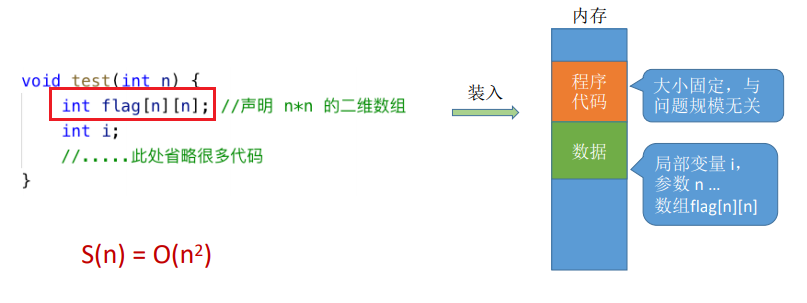 void test(int n) {
int flag[n][n]; //声明 n*n 的二维数组
int i;
//.....此处省略很多代码
}
S(n) = O(n²)
装入
内存
程序
代码
数据
大小固定，与
问题规模无关
局部变量 i，
参数 n ...
数组flag[n][n]